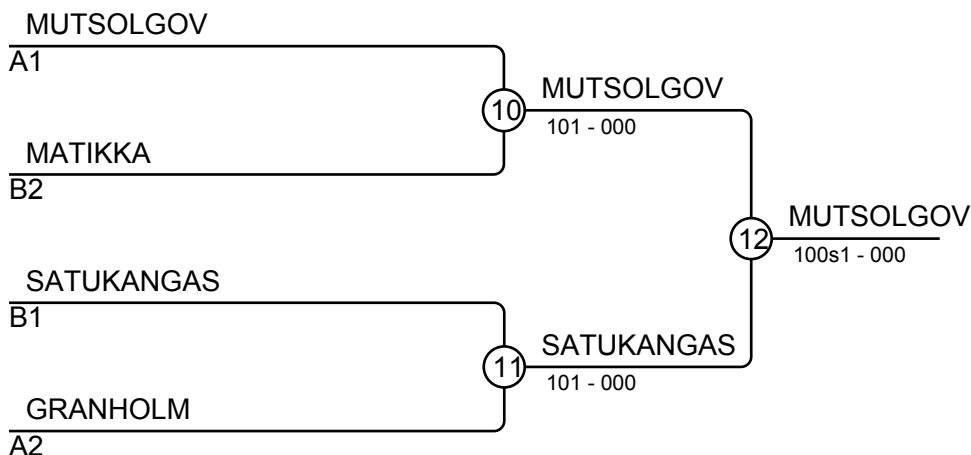 MUTSOLGOV
A1
10
MUTSOLGOV
101 - 000
MATIKKA
B2
12
MUTSOLGOV
100s1 - 000
SATUKANGAS
B1
11
SATUKANGAS
101 - 000
GRANHOLM
A2